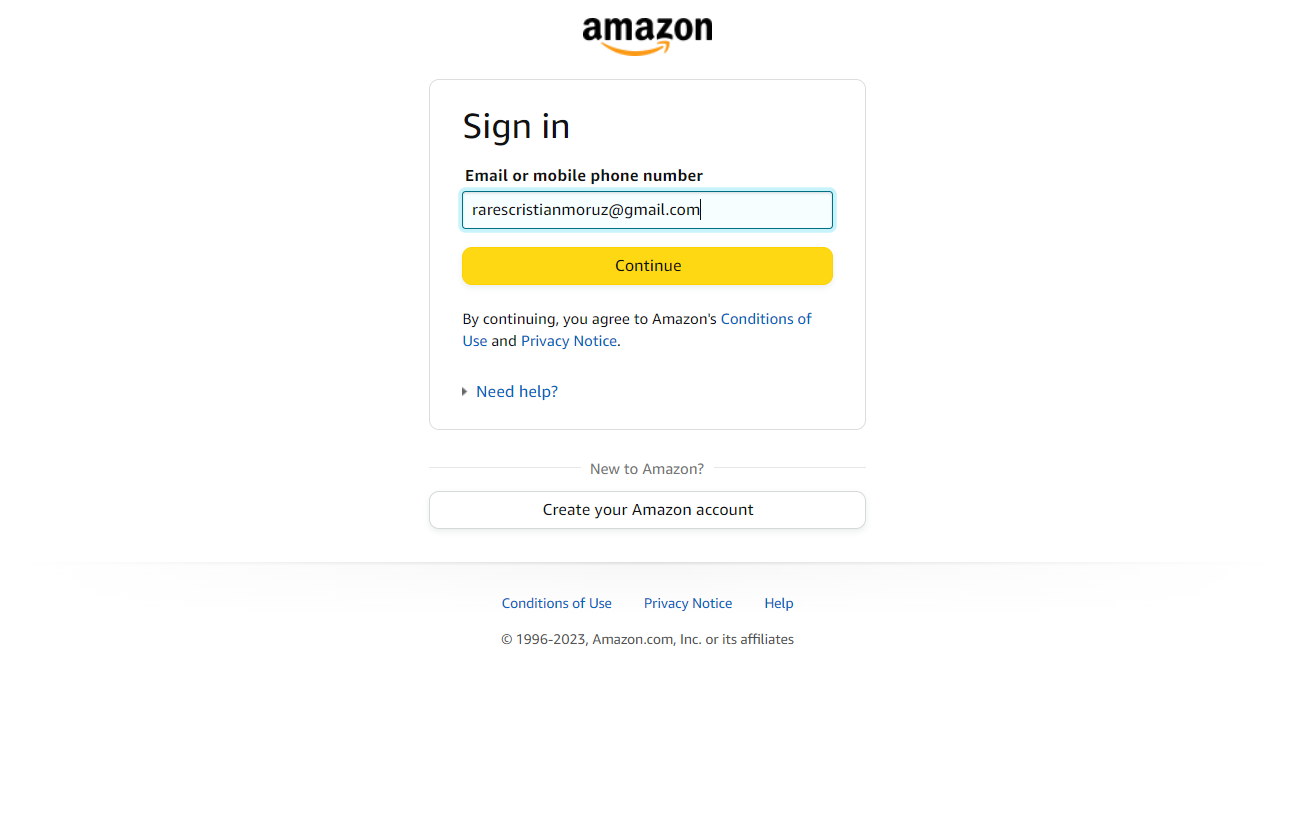 amazon
Sign in
Email or mobile phone number
rarescristianmoruz@gmail.com
Continue
By continuing, you agree to Amazon's Conditions of
Use and Privacy Notice.
Need help?
New to Amazon?
Create your Amazon account
Conditions of Use Privacy Notice Help
© 1996-2023, Amazon.com, Inc. or its affiliates